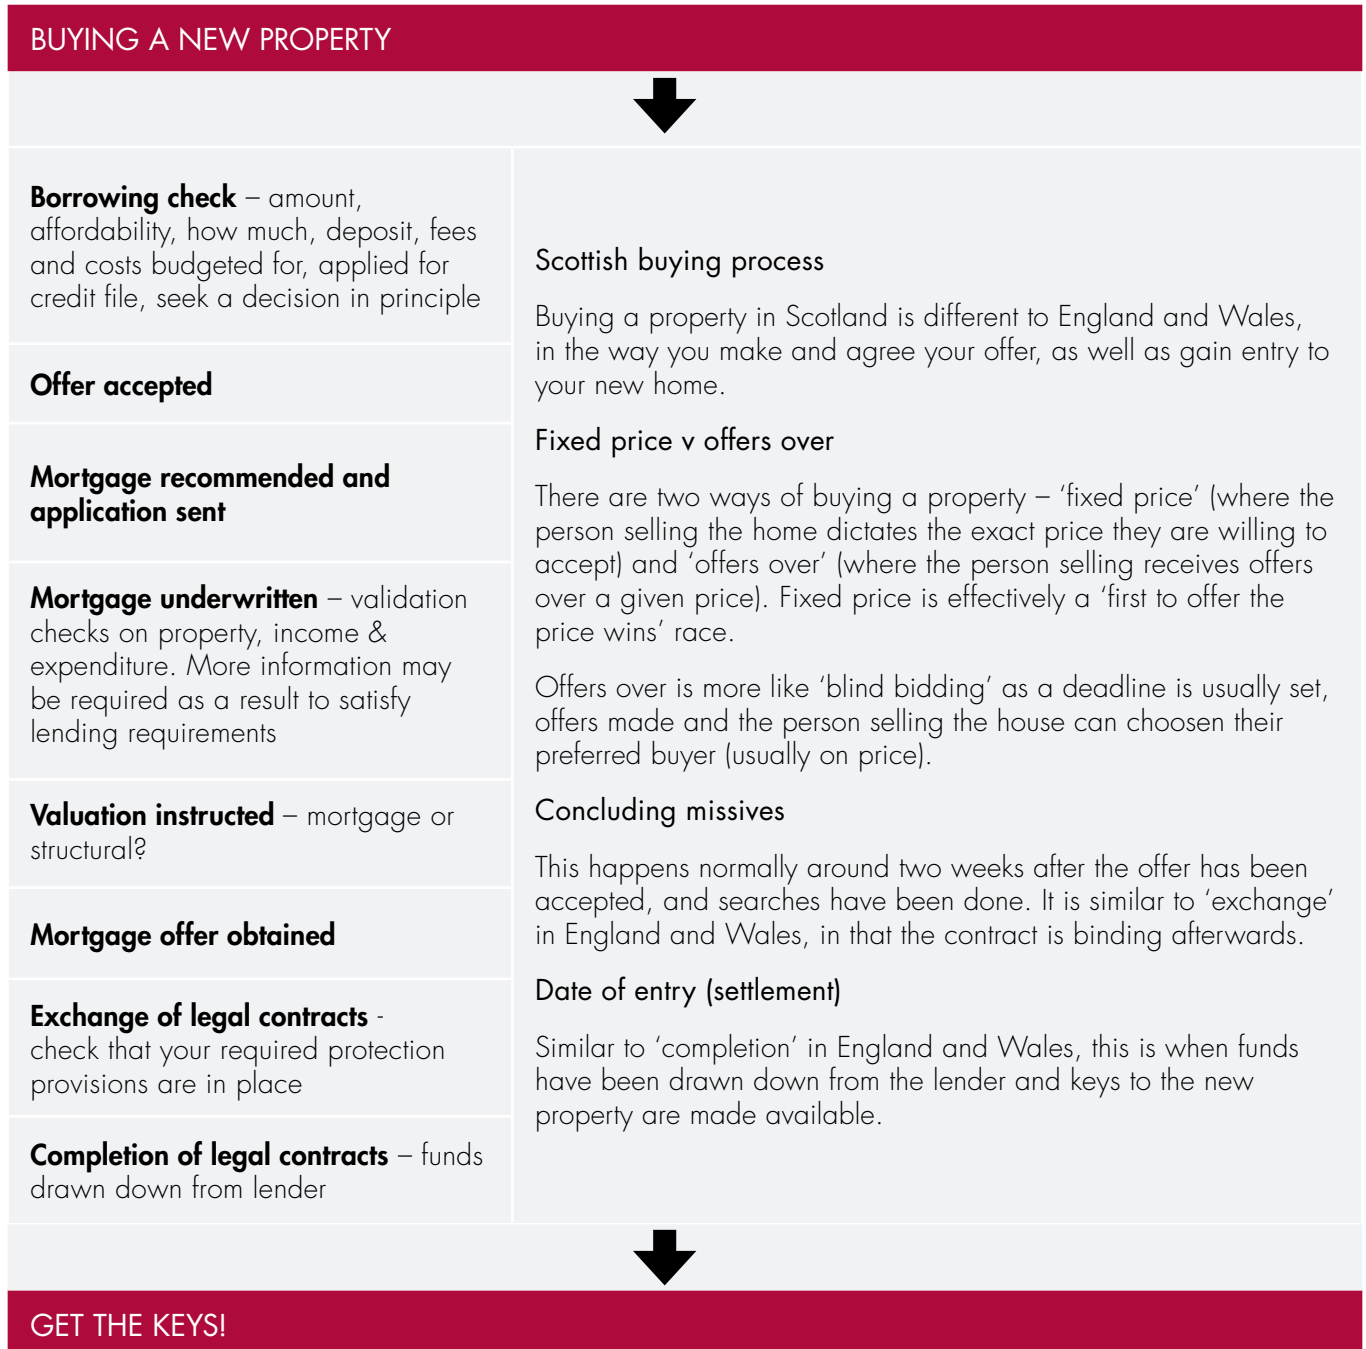 BUYING A NEW PROPERTY
Borrowing check – amount,
affordability, how much, deposit, fees
and costs budgeted for, applied for
credit file, seek a decision in principle
Offer accepted
Mortgage recommended and
application sent
Mortgage underwritten – validation
checks on property, income &
expenditure. More information may
be required as a result to satisfy
lending requirements
Valuation instructed – mortgage or
structural?
Mortgage offer obtained
Exchange of legal contracts -
check that your required protection
provisions are in place
Completion of legal contracts – funds
drawn down from lender
Scottish buying process
Buying a property in Scotland is different to England and Wales,
in the way you make and agree your offer, as well as gain entry to
your new home.
Fixed price v offers over
There are two ways of buying a property – ‘fixed price’ (where the
person selling the home dictates the exact price they are willing to
accept) and ‘offers over’ (where the person selling receives offers
over a given price). Fixed price is effectively a ‘first to offer the
price wins’ race.
Offers over is more like ‘blind bidding’ as a deadline is usually set,
offers made and the person selling the house can choosen their
preferred buyer (usually on price).
Concluding missives
This happens normally around two weeks after the offer has been
accepted, and searches have been done. It is similar to ‘exchange’
in England and Wales, in that the contract is binding afterwards.
Date of entry (settlement)
Similar to ‘completion’ in England and Wales, this is when funds
have been drawn down from the lender and keys to the new
property are made available.
GET THE KEYS!